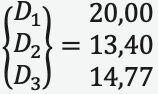 D₁ 20,00
D₂ = 13,40
D₃ 14,77